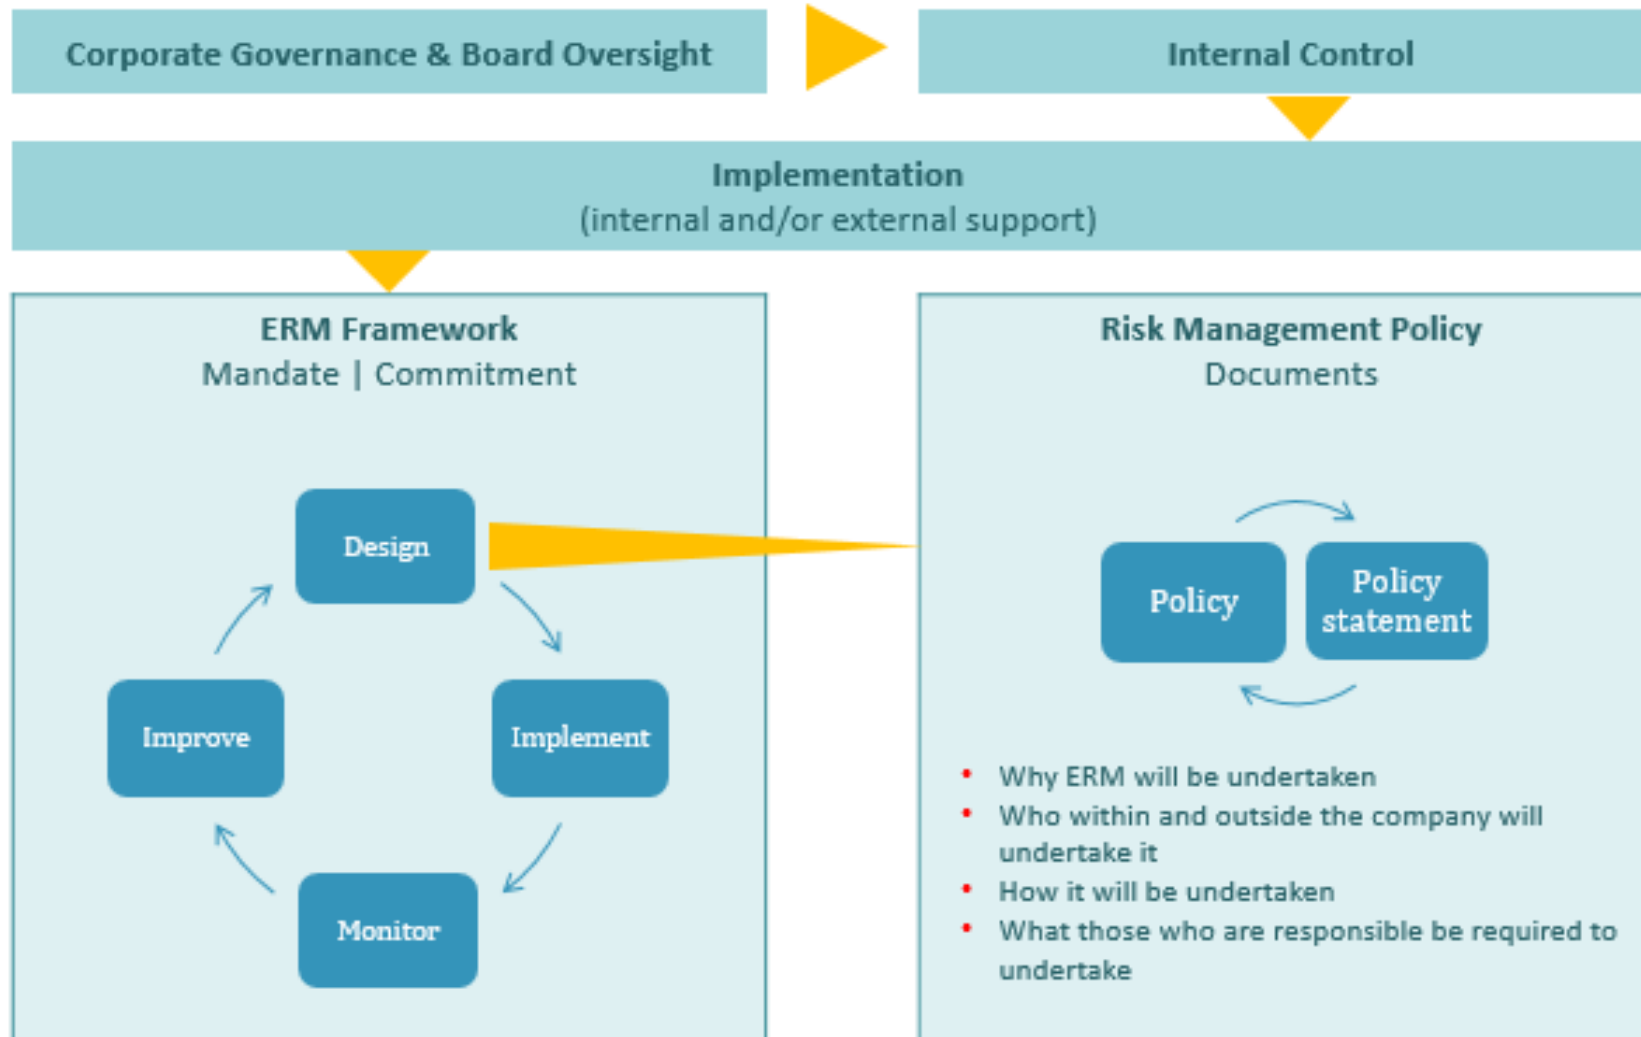 Corporate Governance & Board Oversight
Internal Control
Implementation
(internal and/or external support)
ERM Framework
Mandate | Commitment
Design
Improve
Implement
Monitor
Risk Management Policy
Documents
Policy
Policy
statement
• Why ERM will be undertaken
• Who within and outside the company will
undertake it
• How it will be undertaken
• What those who are responsible be required to
undertake